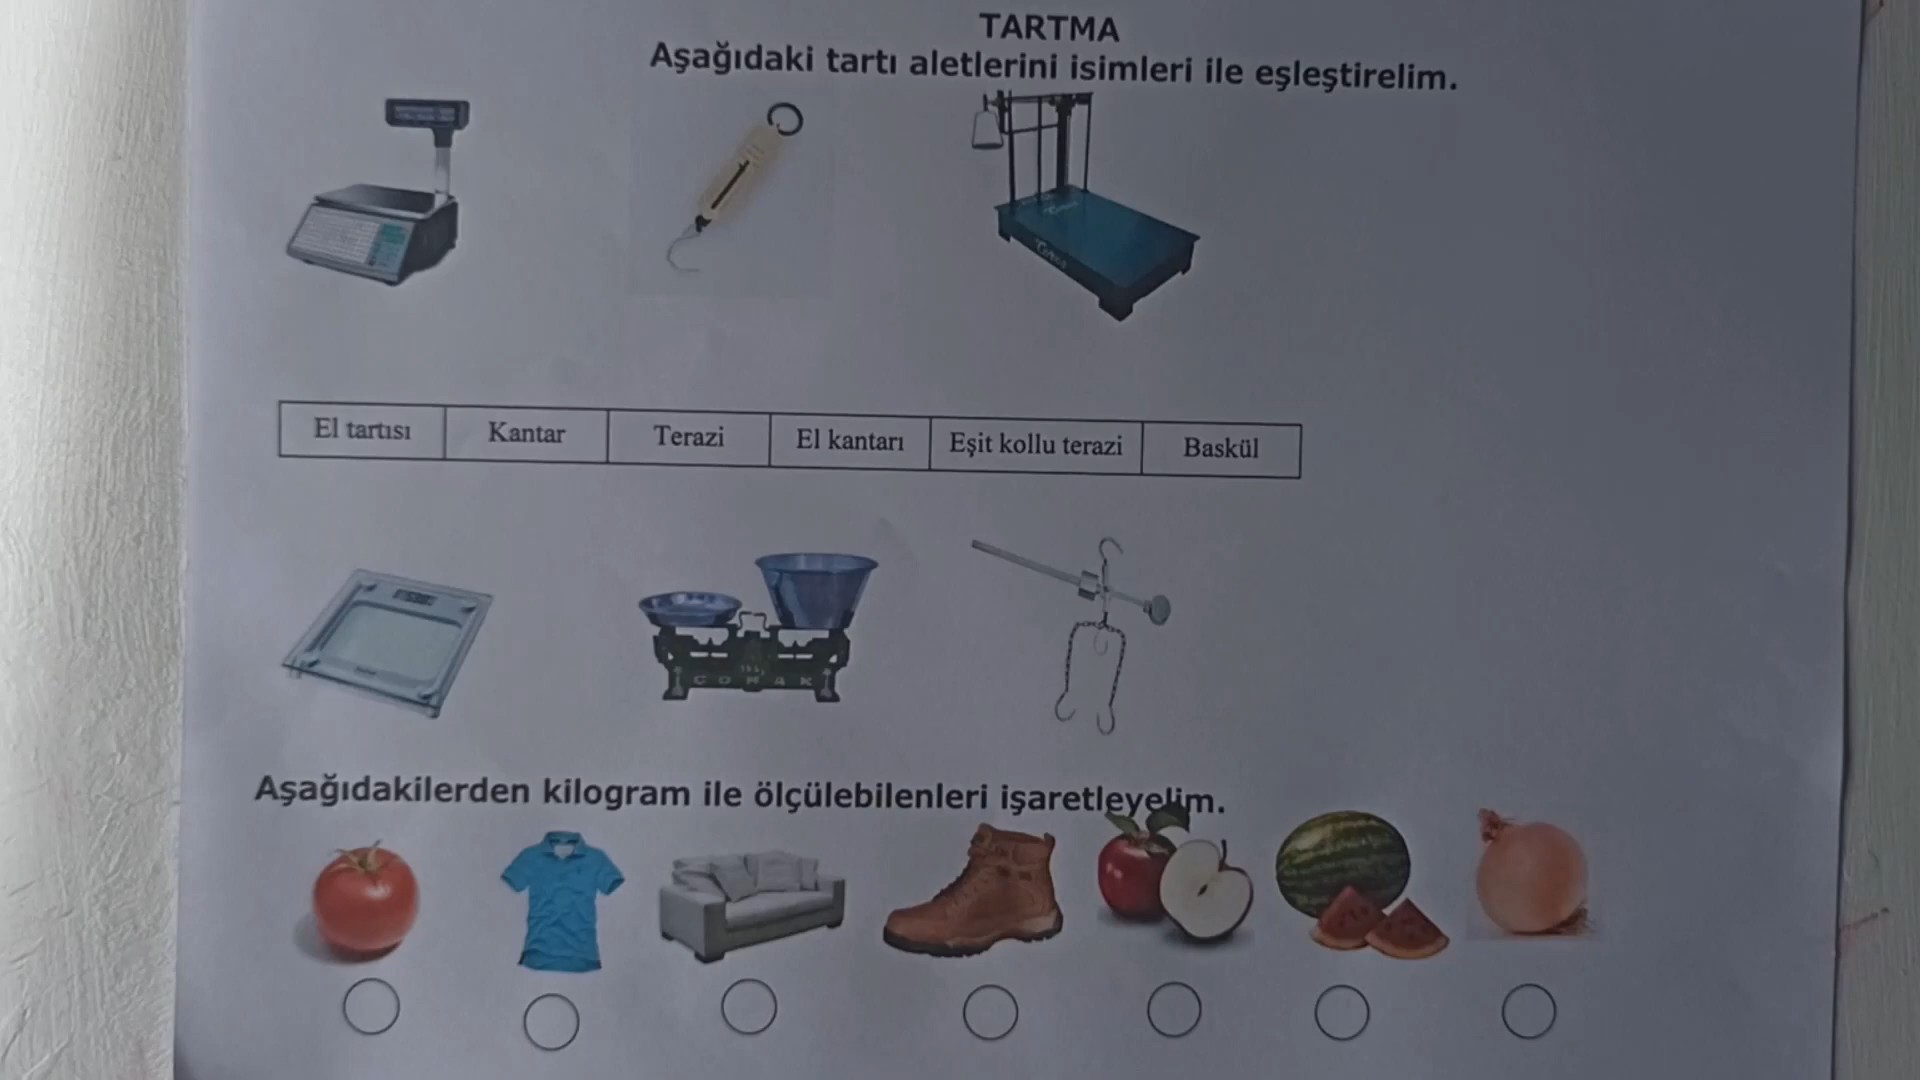 TARTMA
Aşağıdaki tartı aletlerini isimleri ile eşleştirelim.
El tartısı Kantar Terazi El kantarı Eşit kollu terazi Baskül
ÇOMAK
Aşağıdakilerden kilogram ile ölçülebilenleri işaretleyelim.